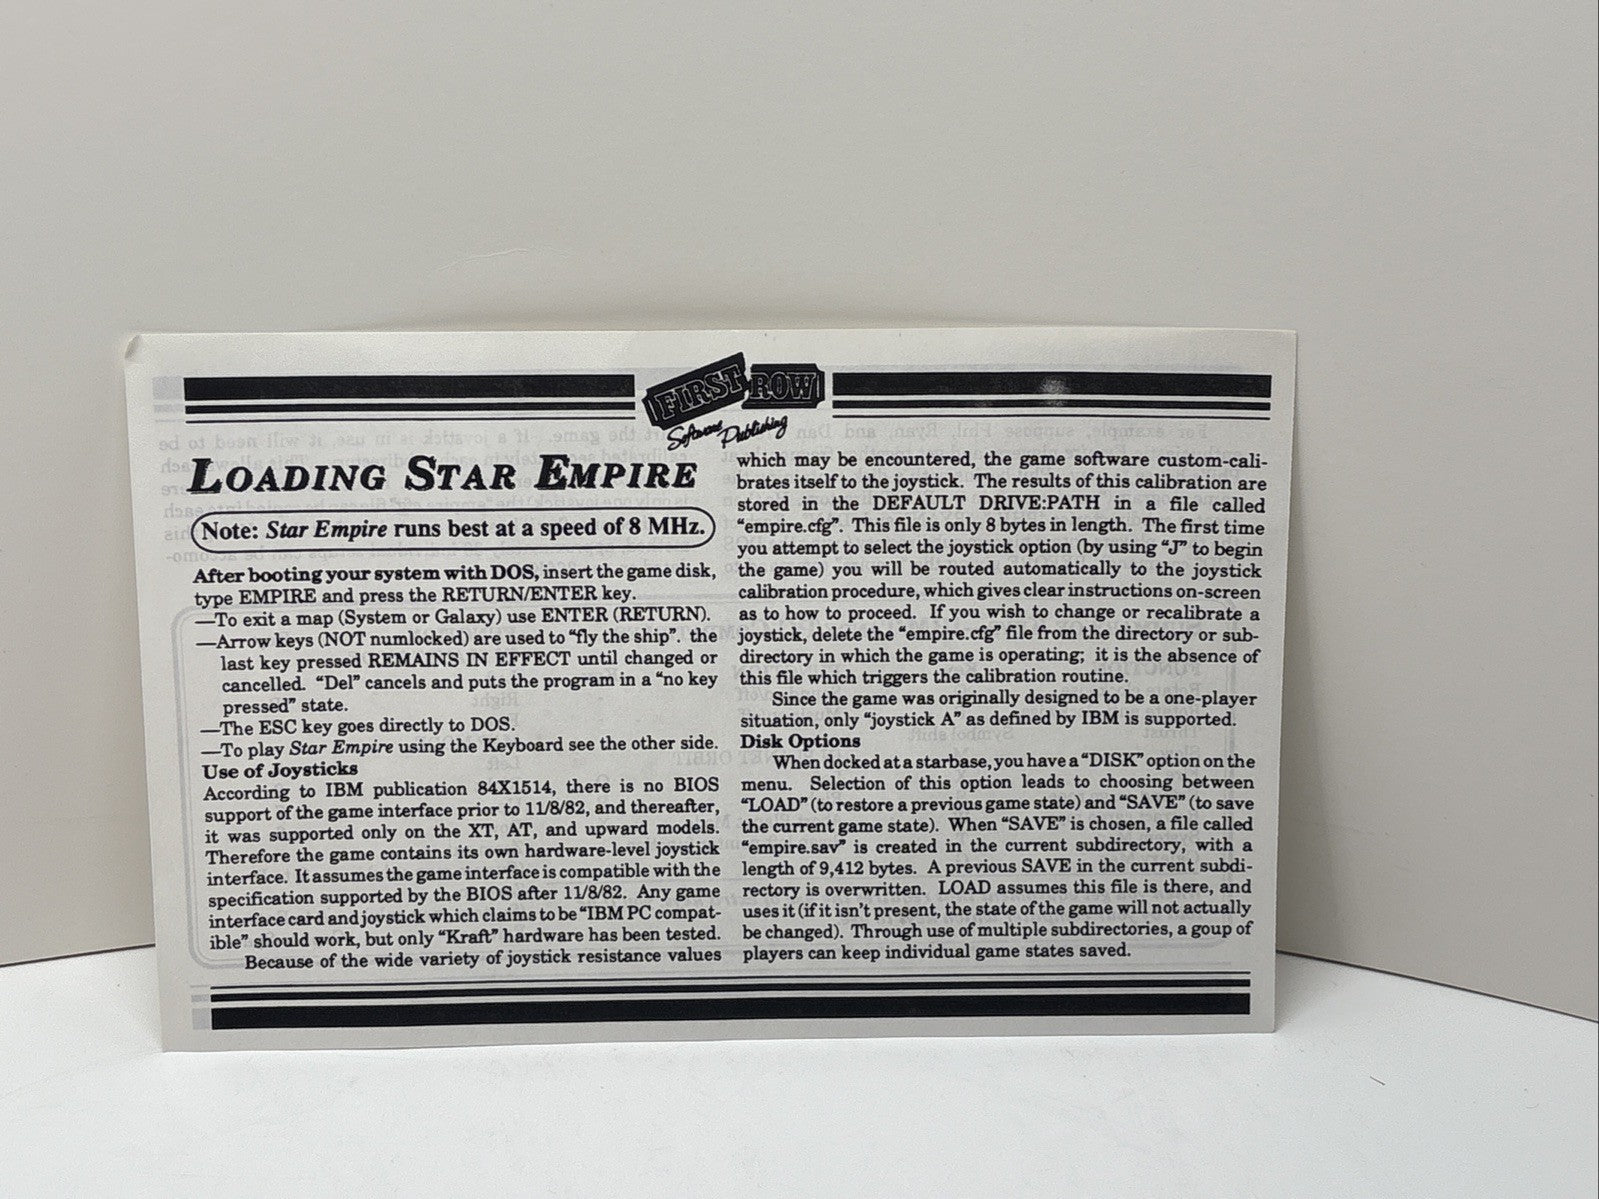 FIRST ROW
Software Publishing
LOADING STAR EMPIRE
Note: Star Empire runs best at a speed of 8 MHz.
After booting your system with DOS, insert the game disk,
type EMPIRE and press the RETURN/ENTER key.
—To exit a map (System or Galaxy) use ENTER (RETURN).
—Arrow keys (NOT numlocked) are used to "fly the ship". the
last key pressed REMAINS IN EFFECT until changed or
cancelled. "Del" cancels and puts the program in a "no key
pressed" state.
—The ESC key goes directly to DOS.
—To play Star Empire using the Keyboard see the other side.
Use of Joysticks
According to IBM publication 84X1514, there is no BIOS
support of the game interface prior to 11/8/82, and thereafter,
it was supported only on the XT, AT, and upward models.
Therefore the game contains its own hardware-level joystick
interface. It assumes the game interface is compatible with the
specification supported by the BIOS after 11/8/82. Any game
interface card and joystick which claims to be "IBM PC compat-
ible" should work, but only "Kraft" hardware has been tested.
Because of the wide variety of joystick resistance values
which may be encountered, the game software custom-cali-
brates itself to the joystick. The results of this calibration are
stored in the DEFAULT DRIVE:PATH in a file called
"empire.cfg". This file is only 8 bytes in length. The first time
you attempt to select the joystick option (by using "J" to begin
the game) you will be routed automatically to the joystick
calibration procedure, which gives clear instructions on-screen
as to how to proceed. If you wish to change or recalibrate a
joystick, delete the "empire.cfg" file from the directory or sub-
directory in which the game is operating; it is the absence of
this file which triggers the calibration routine.
Since the game was originally designed to be a one-player
situation, only "joystick A" as defined by IBM is supported.
Disk Options
When docked at a starbase, you have a "DISK" option on the
menu. Selection of this option leads to choosing between
"LOAD" (to restore a previous game state) and "SAVE" (to save
the current game state). When "SAVE" is chosen, a file called
"empire.sav" is created in the current subdirectory, with a
length of 9,412 bytes. A previous SAVE in the current subdi-
rectory is overwritten. LOAD assumes this file is there, and
uses it (if it isn't present, the state of the game will not actually
be changed). Through use of multiple subdirectories, a goup of
players can keep individual game states saved.